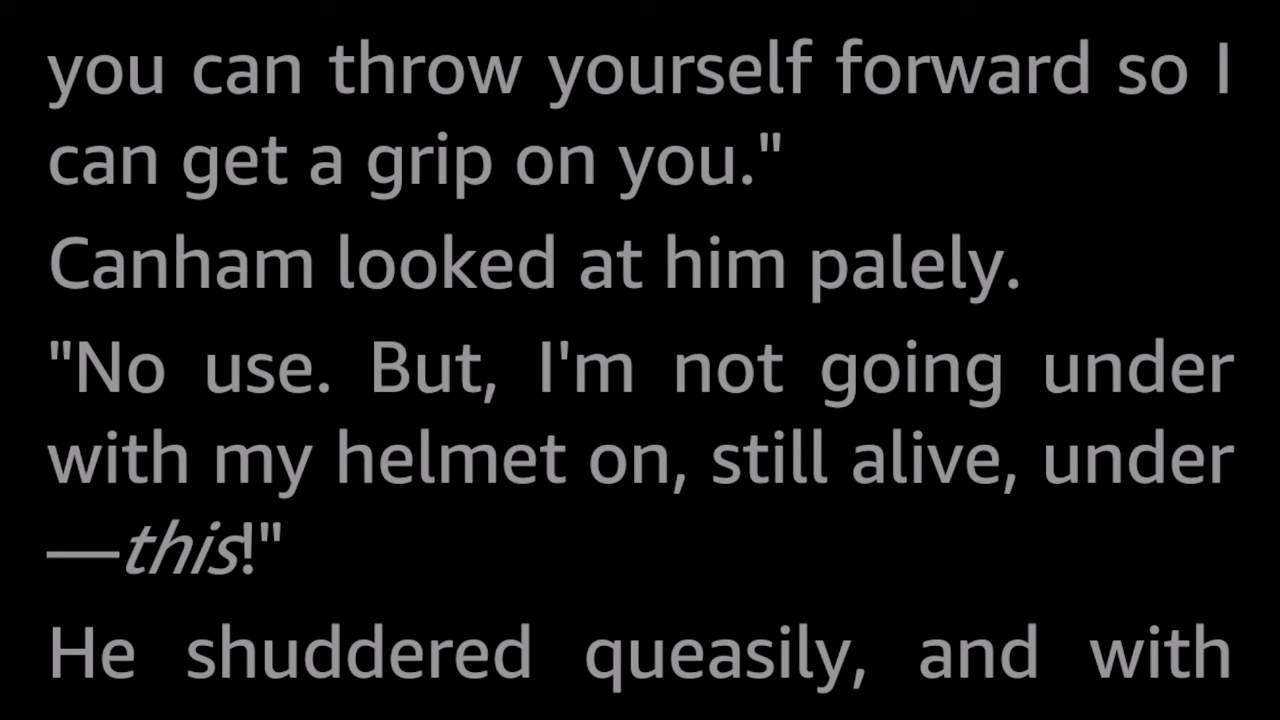 you can throw yourself forward so I
can get a grip on you."
Canham looked at him palely.
"No use. But, I'm not going under
with my helmet on, still alive, under
—this!"
He shuddered queasily, and with